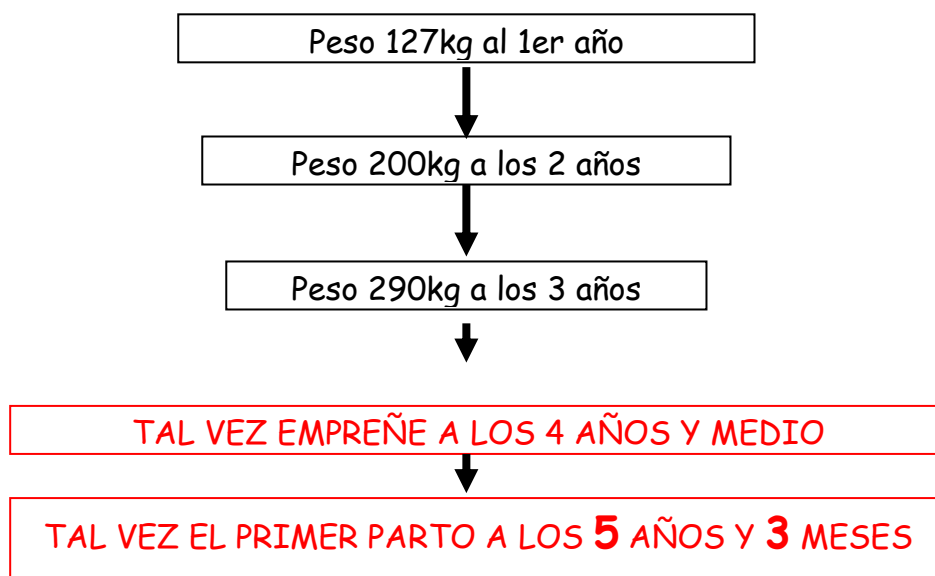 Peso 127kg al 1er año
Peso 200kg a los 2 años
Peso 290kg a los 3 años
TAL VEZ EMPREÑE A LOS 4 AÑOS Y MEDIO
TAL VEZ EL PRIMER PARTO A LOS 5 AÑOS Y 3 MESES